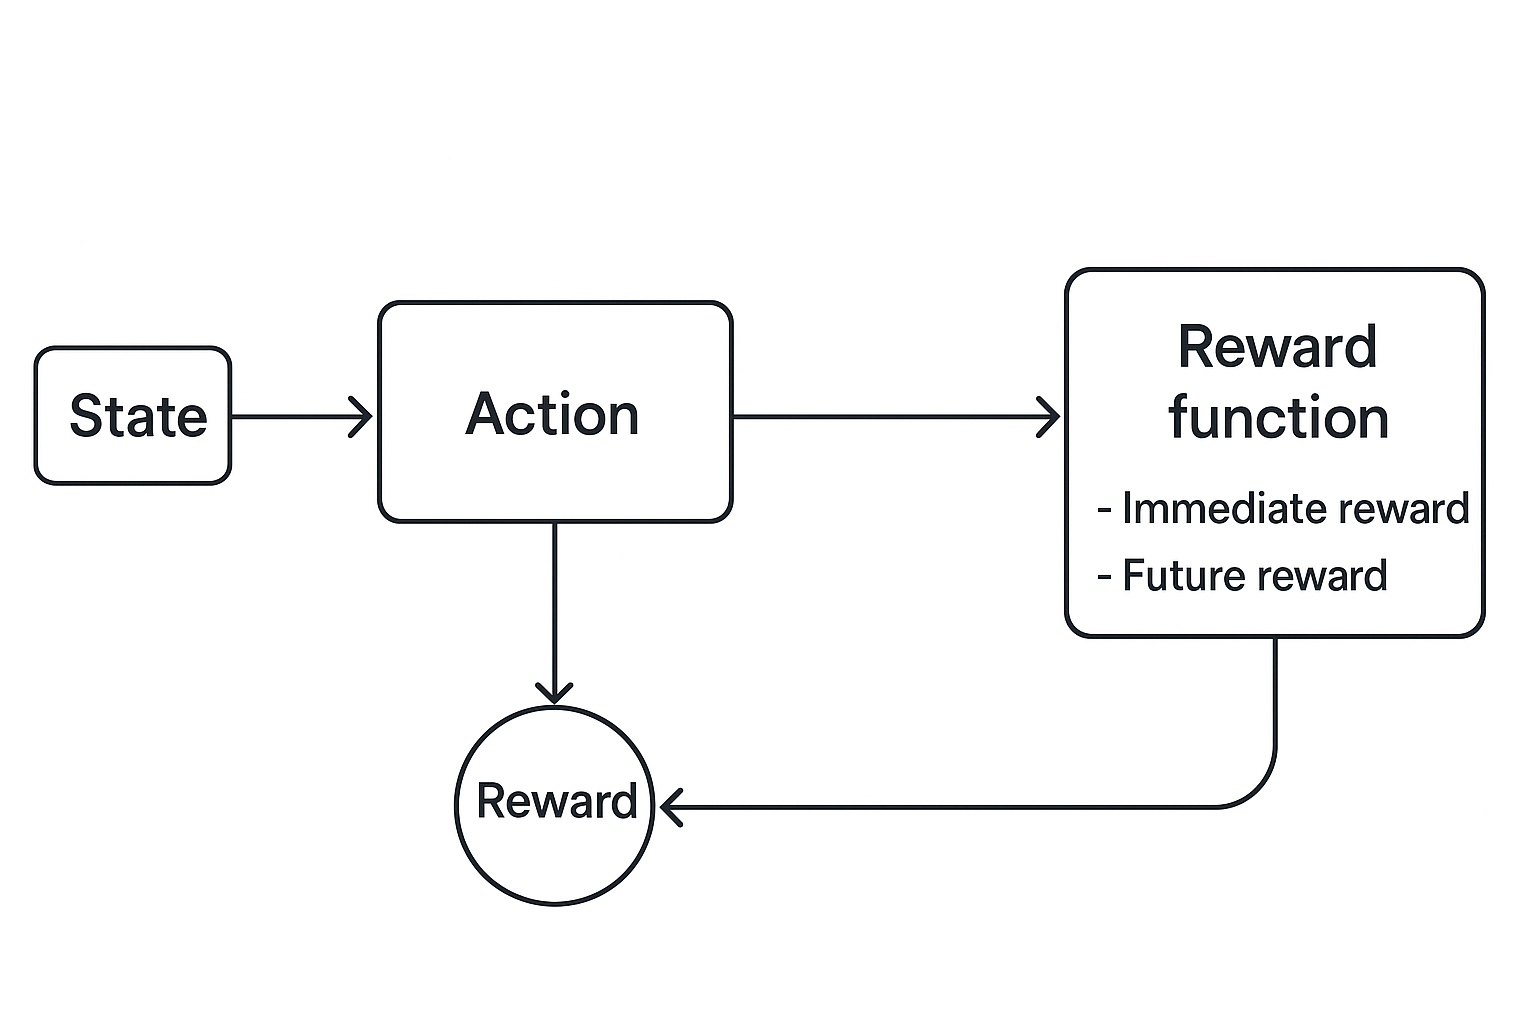 State
Action
Reward
function
- Immediate reward
- Future reward
Reward